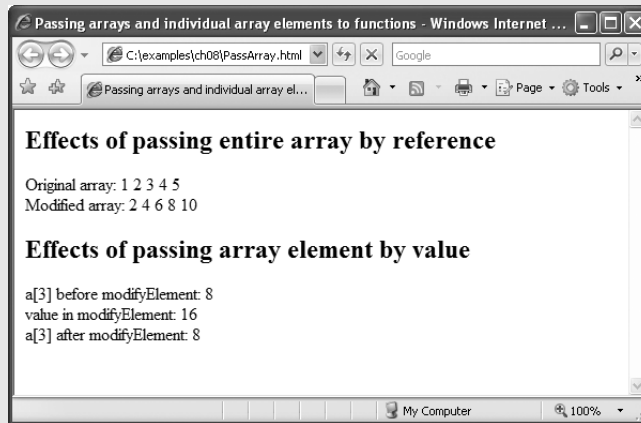 Passing arrays and individual array elements to functions - Windows Internet ...
C:\examples\ch08\PassArray.html
Google
Passing arrays and individual array el...
Page
Tools
»
Effects of passing entire array by reference
Original array: 1 2 3 4 5
Modified array: 2 4 6 8 10
Effects of passing array element by value
a[3] before modifyElement: 8
value in modifyElement: 16
a[3] after modifyElement: 8
My Computer
100%